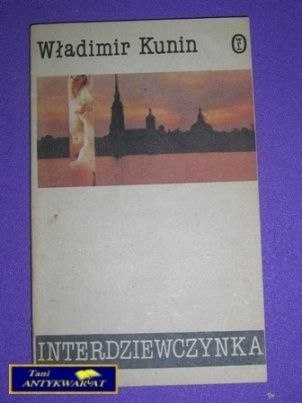 Władimir Kunin
INTERDZIEWCZYNKA
Tani
ANTYKWARIAT